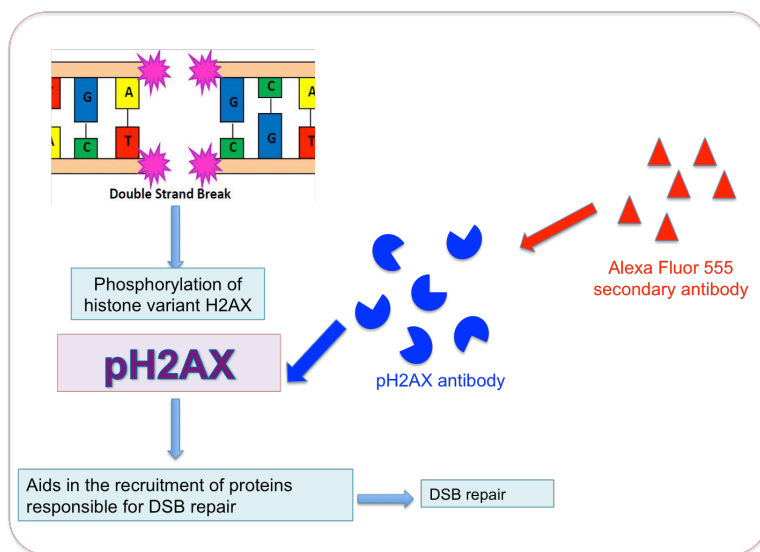 G A G C A
C T C G T
Double Strand Break
Phosphorylation of
histone variant H2AX
pH2AX
Aids in the recruitment of proteins
responsible for DSB repair
DSB repair
pH2AX antibody
Alexa Fluor 555
secondary antibody